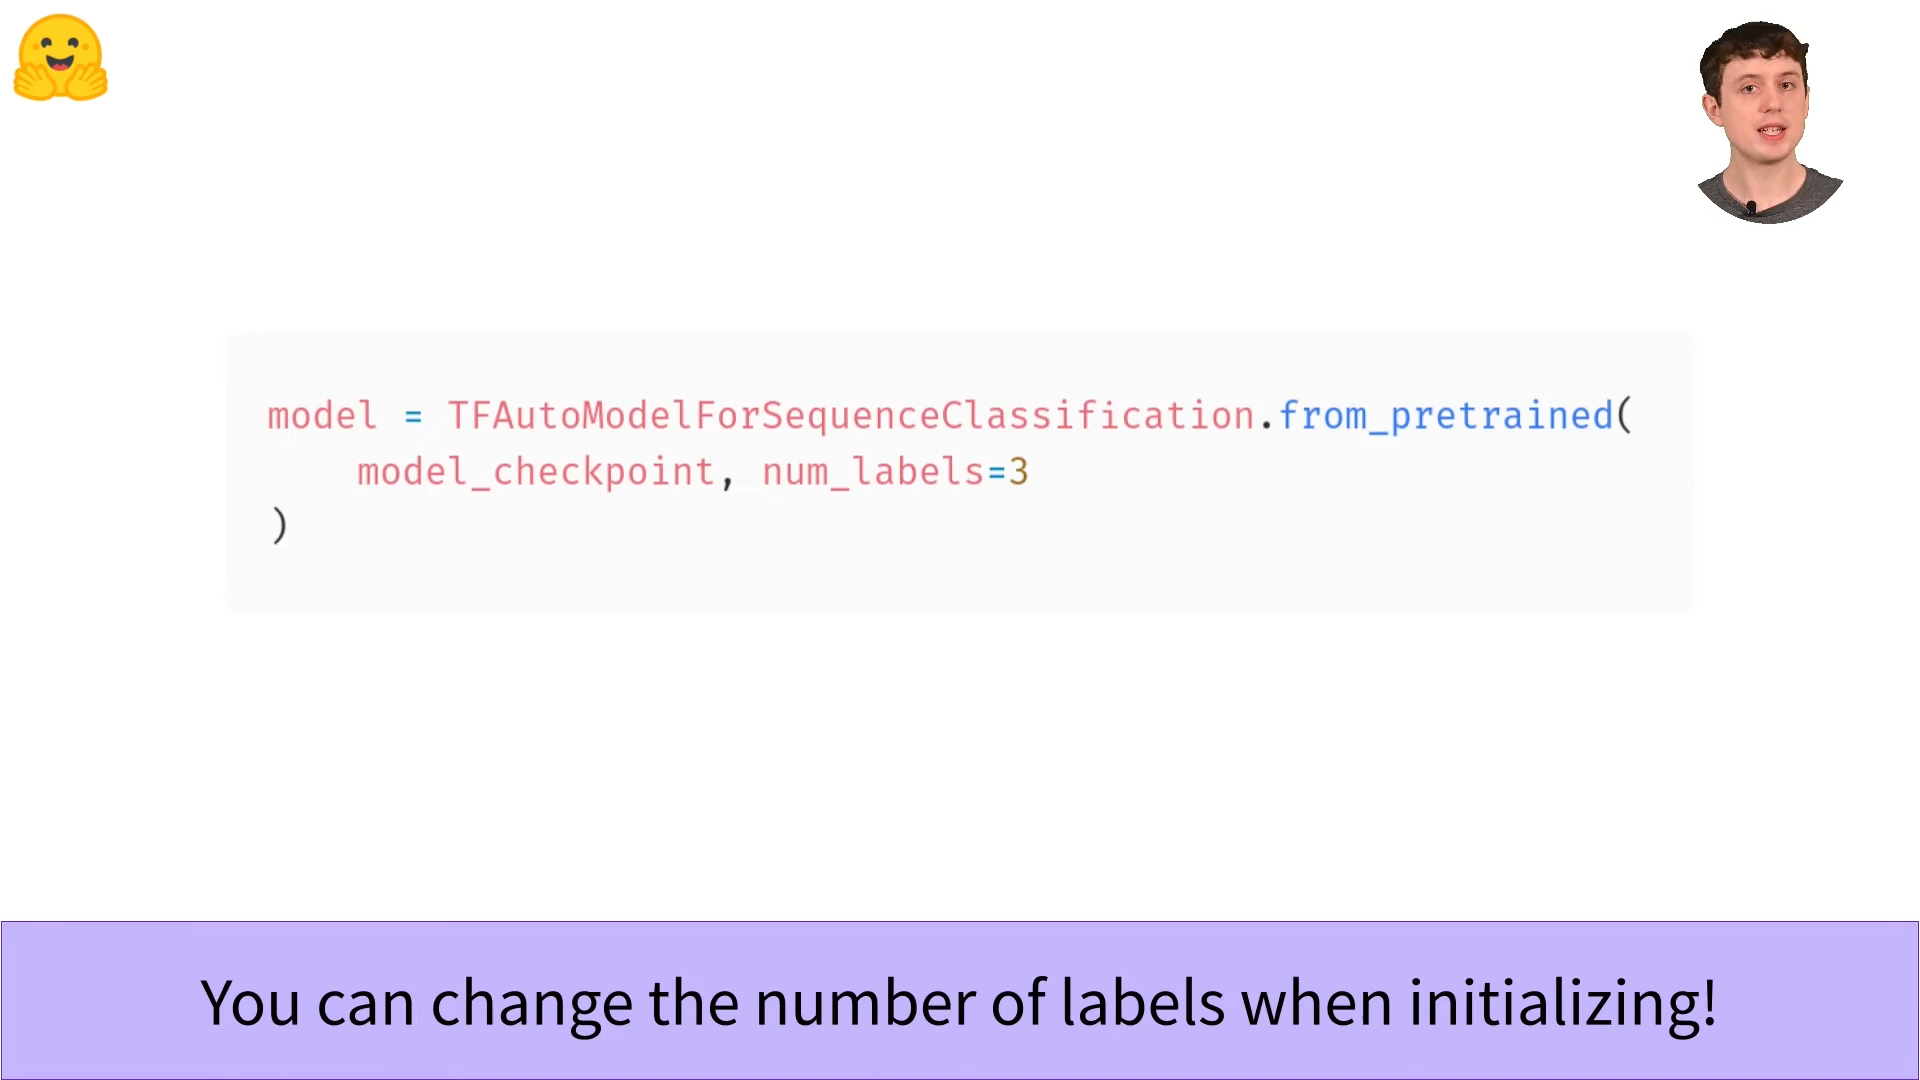 model = TFAutoModelForSequenceClassification.from_pretrained(
    model_checkpoint, num_labels=3
)
You can change the number of labels when initializing!